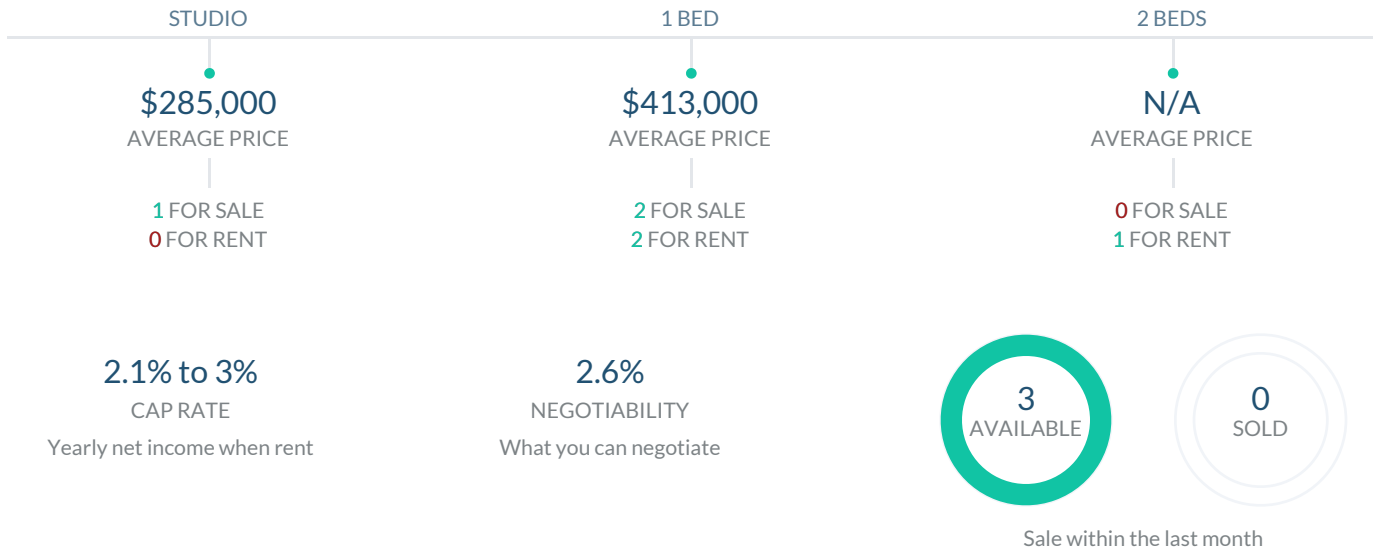 STUDIO
$285,000
AVERAGE PRICE
1 FOR SALE
0 FOR RENT
1 BED
$413,000
AVERAGE PRICE
2 FOR SALE
2 FOR RENT
2 BEDS
N/A
AVERAGE PRICE
0 FOR SALE
1 FOR RENT
2.1% to 3%
CAP RATE
Yearly net income when rent
2.6%
NEGOTIABILITY
What you can negotiate
3
AVAILABLE
0
SOLD
Sale within the last month